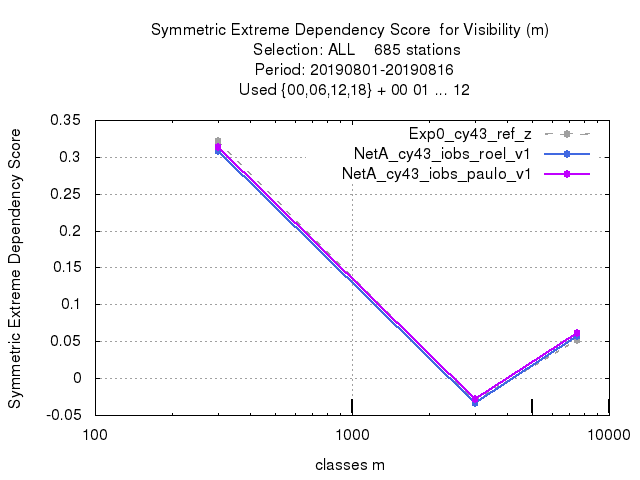 Symmetric Extreme Dependency Score  for Visibility (m)
Selection: ALL    685 stations
Period: 20190801-20190816
Used {00,06,12,18} + 00 01 ... 12
Symmetric Extreme Dependency Score
0.35
0.3
0.25
0.2
0.15
0.1
0.05
0
-0.05
Exp0_cy43_ref_z
NetA_cy43_iobs_roel_v1
NetA_cy43_iobs_paulo_v1
100 1000 10000
classes m